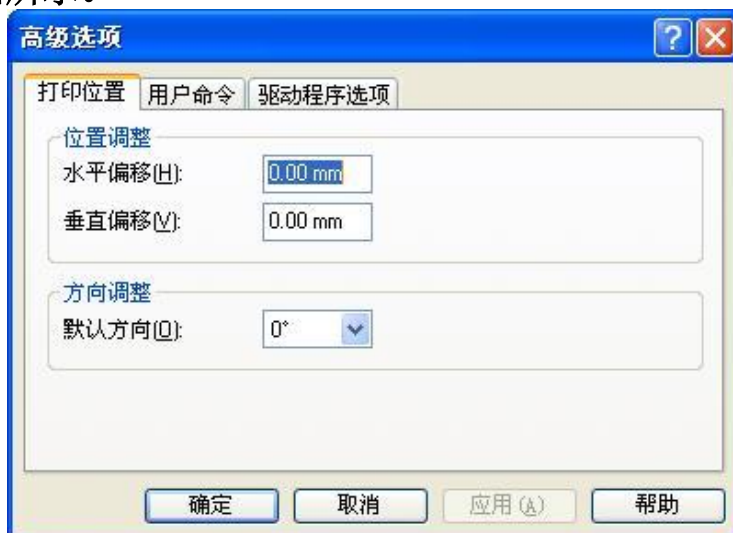 高级选项
打印位置 用户命令 驱动程序选项
位置调整
水平偏移(H): 0.00 mm
垂直偏移(V): 0.00 mm
方向调整
默认方向(O): 0°
确定 取消 应用(A) 帮助